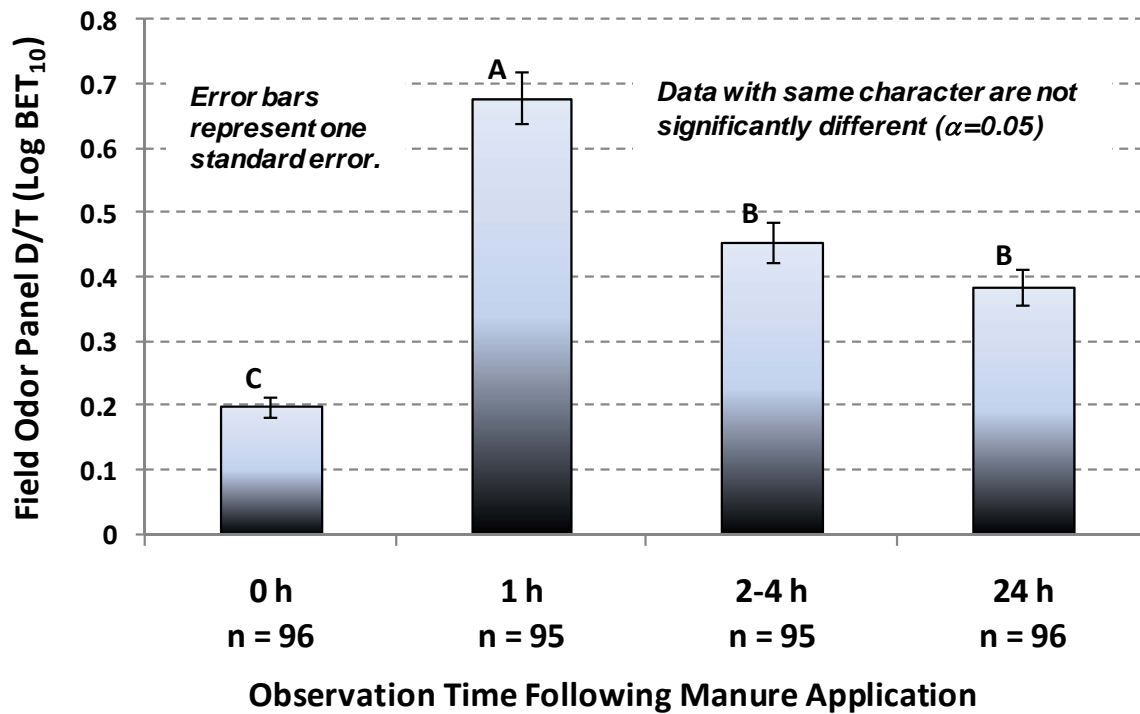 Field Odor Panel D/T (Log BET10)
0.8
0.7
0.6
0.5
0.4
0.3
0.2
0.1
0
Error bars
represent one
standard error.
Data with same character are not
significantly different (α=0.05)
C
A
B
B
0 h
n = 96
1 h
n = 95
2-4 h
n = 95
24 h
n = 96
Observation Time Following Manure Application